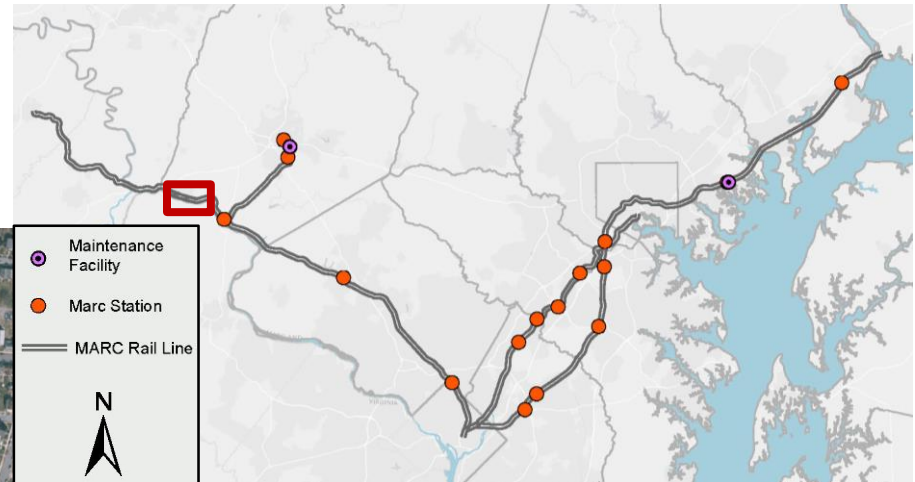 Maintenance
Facility
Marc Station
MARC Rail Line
N